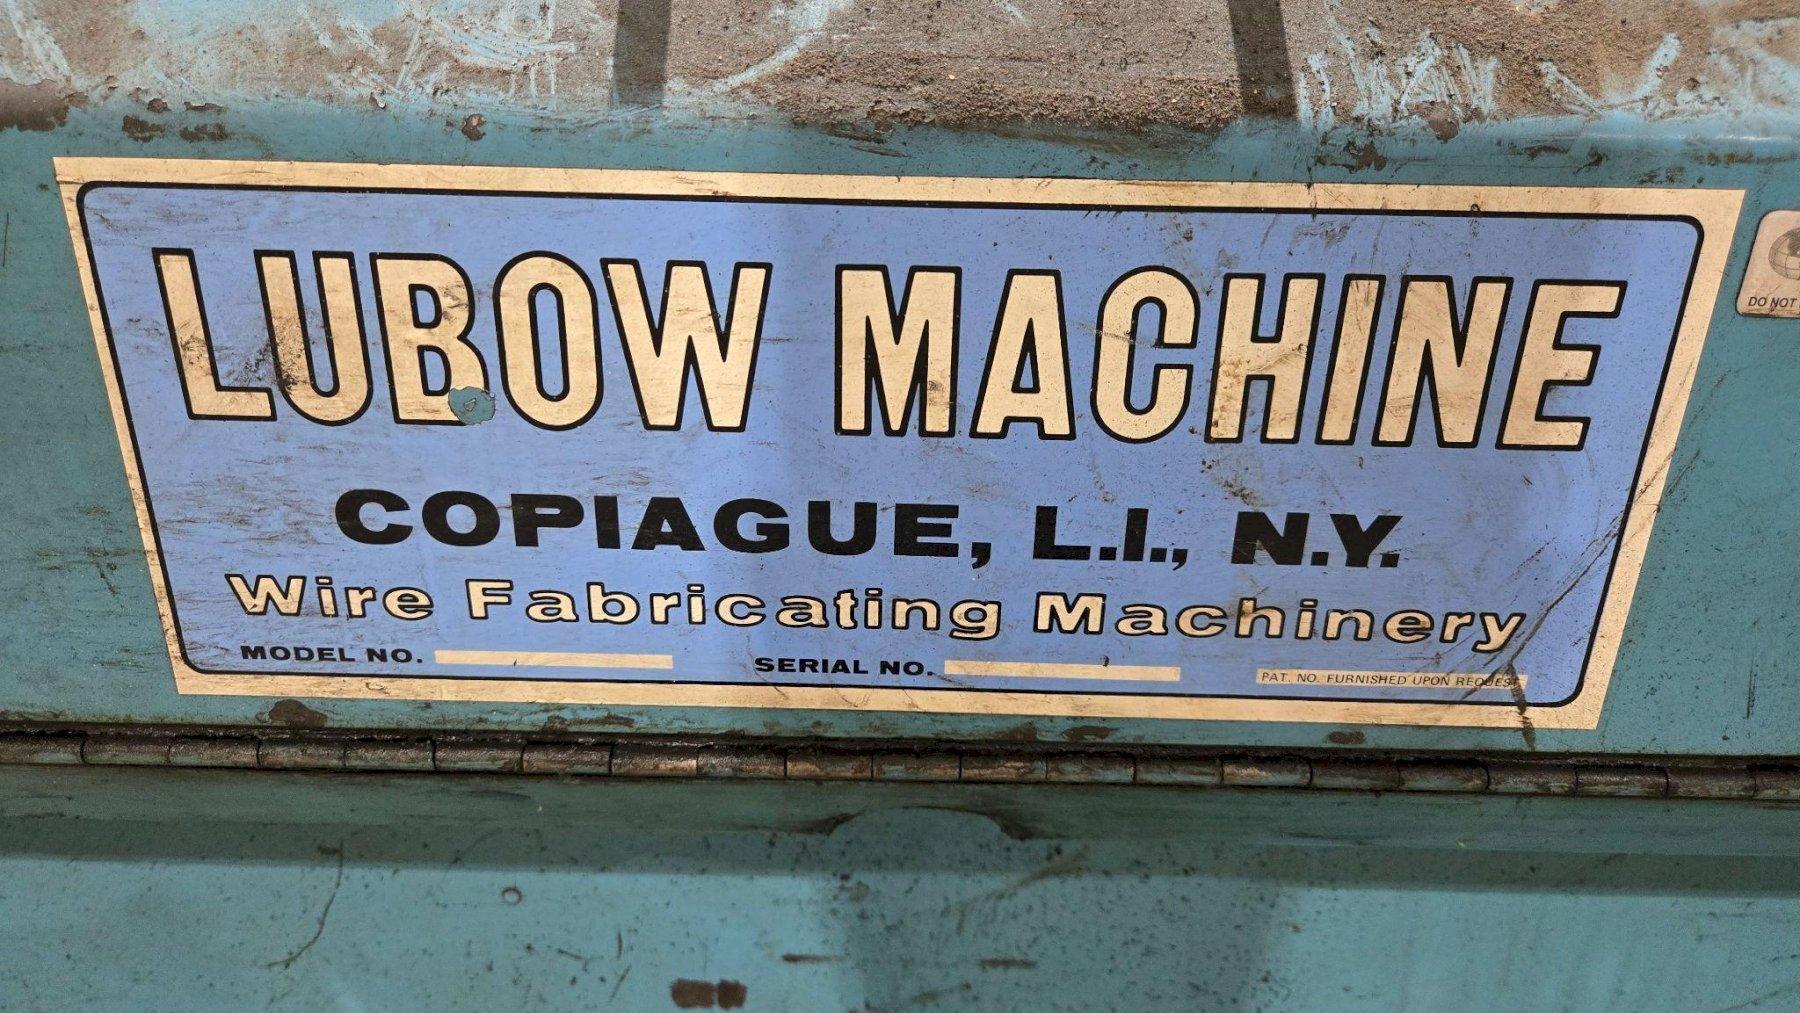 LUBOW MACHINE
COPIAGUE, L.I., N.Y.
Wire Fabricating Machinery
MODEL NO. SERIAL NO. PAT. NO. FURNISHED UPON REQUEST
DO NOT